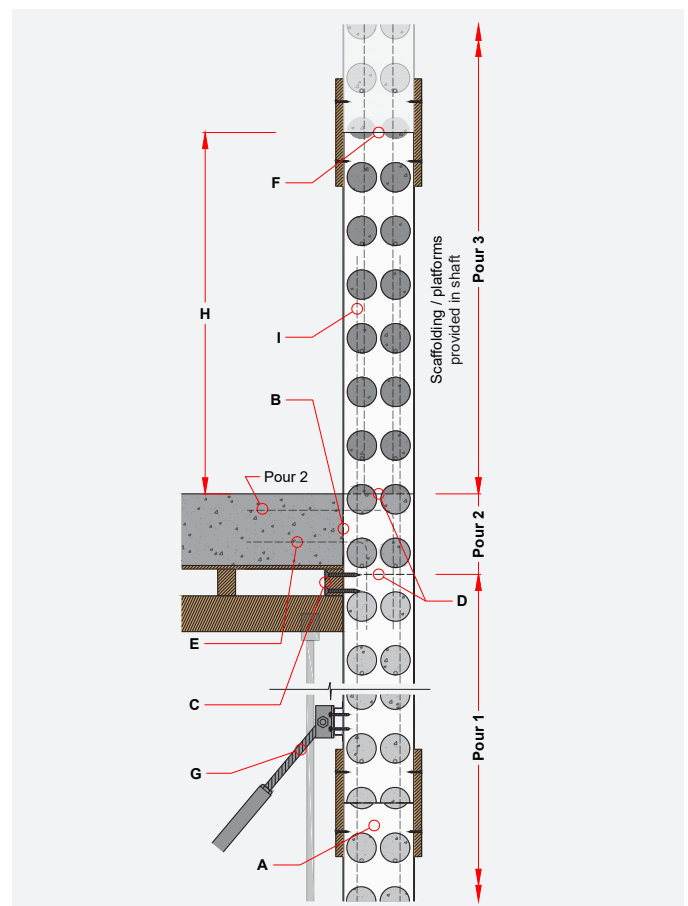 F
H
Scaffolding / platforms
provided in shaft
Pour 3
I
B
Pour 2
Pour 2
D
E
C
Pour 1
G
A